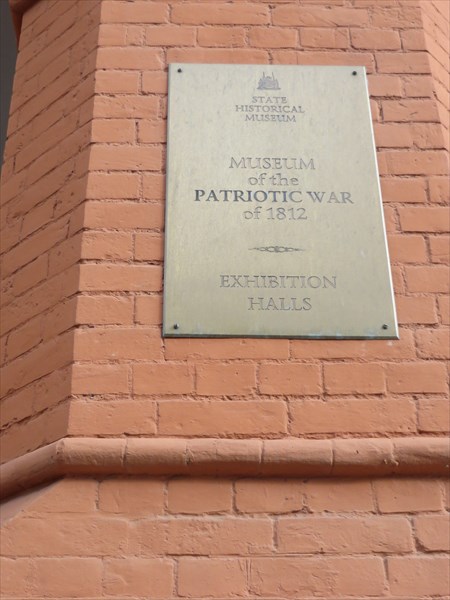 STATE
HISTORICAL
MUSEUM
MUSEUM
of the
PATRIOTIC WAR
of 1812
EXHIBITION
HALLS